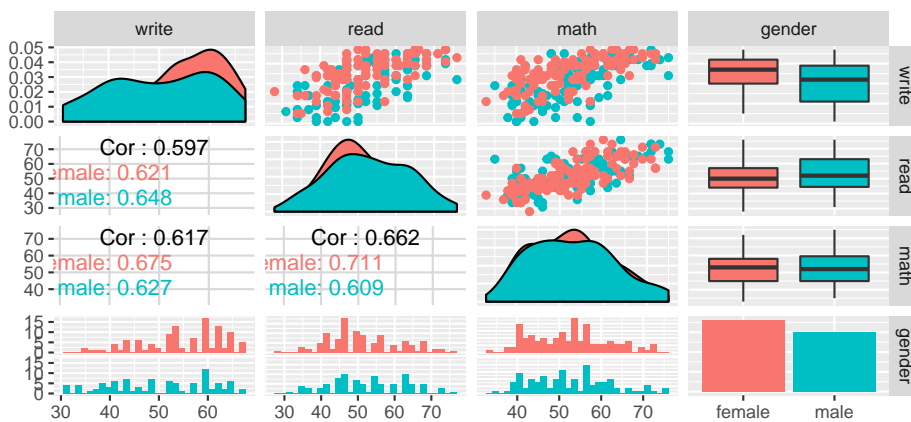 write read math gender
0.05
0.04
0.03
0.02
0.01
0.00
write
70
60
50
40
30
Cor : 0.597
emale: 0.621
male: 0.648
read
70
60
50
40
Cor : 0.617
emale: 0.675
male: 0.627
Cor : 0.662
emale: 0.711
male: 0.609
math
15
10
5
0
15
10
5
0
gender
30 40 50 60 30 40 50 60 70 40 50 60 70 female male